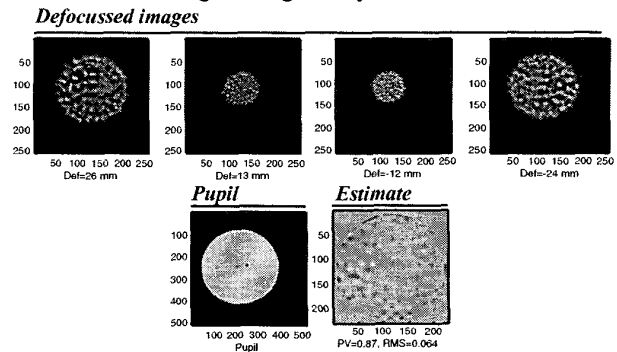 Defocussed images
50 50 50 50
100 100 100 100
150 150 150 150
200 200 200 200
250 250 250 250
50 100 150 200 250 50 100 150 200 250 50 100 150 200 250 50 100 150 200 250
Def=26 mm Def=13 mm Def=-12 mm Def=-24 mm
Pupil Estimate
100 50
200 100
300 150
400 200
500
100 200 300 400 500 50 100 150 200
Pupil PV=0.87, RMS=0.064